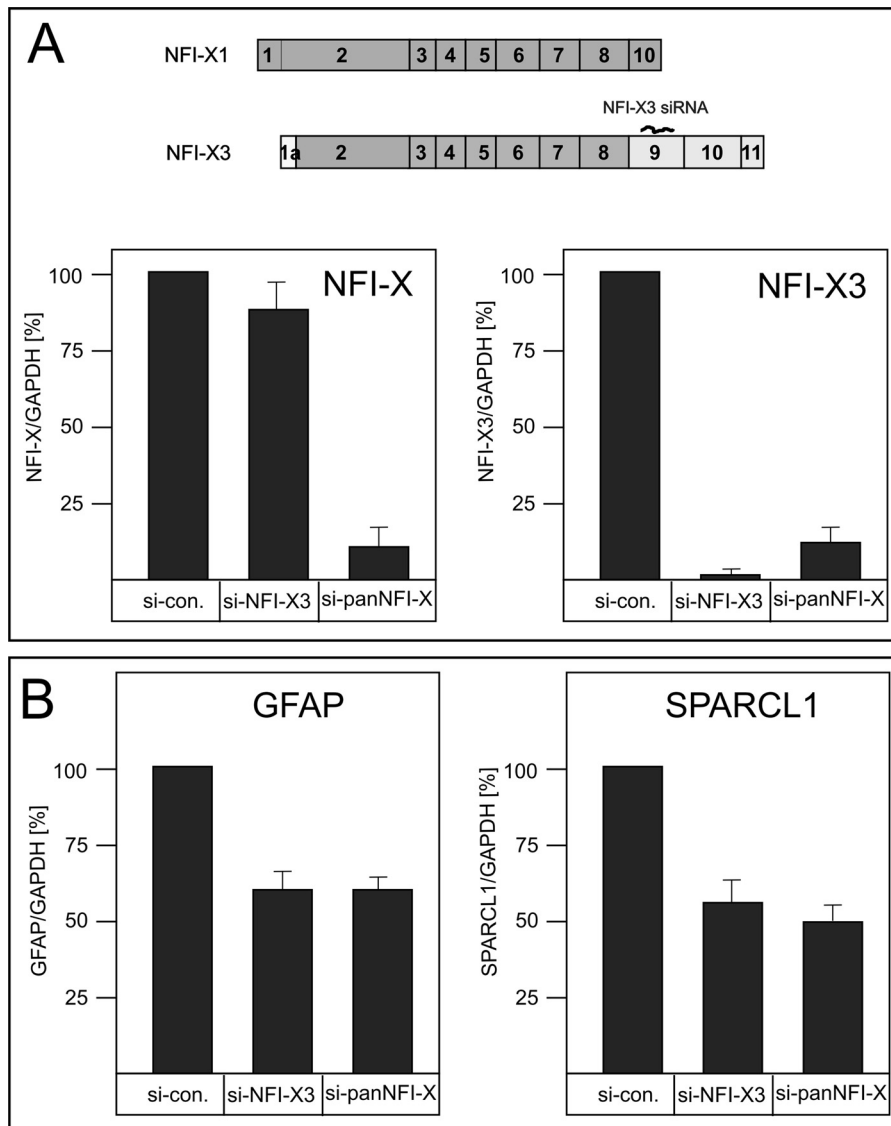 A
NFI-X1
1 2 3 4 5 6 7 8 10
NFI-X3 siRNA
NFI-X3
1a 2 3 4 5 6 7 8 9 10 11
NFI-X
NFI-X/GAPDH [%]
100
75
50
25
si-con. si-NFI-X3 si-panNFI-X
NFI-X3
NFI-X3/GAPDH [%]
100
75
50
25
si-con. si-NFI-X3 si-panNFI-X
B
GFAP
GFAP/GAPDH [%]
100
75
50
25
si-con. si-NFI-X3 si-panNFI-X
SPARCL1
SPARCL1/GAPDH [%]
100
75
50
25
si-con. si-NFI-X3 si-panNFI-X